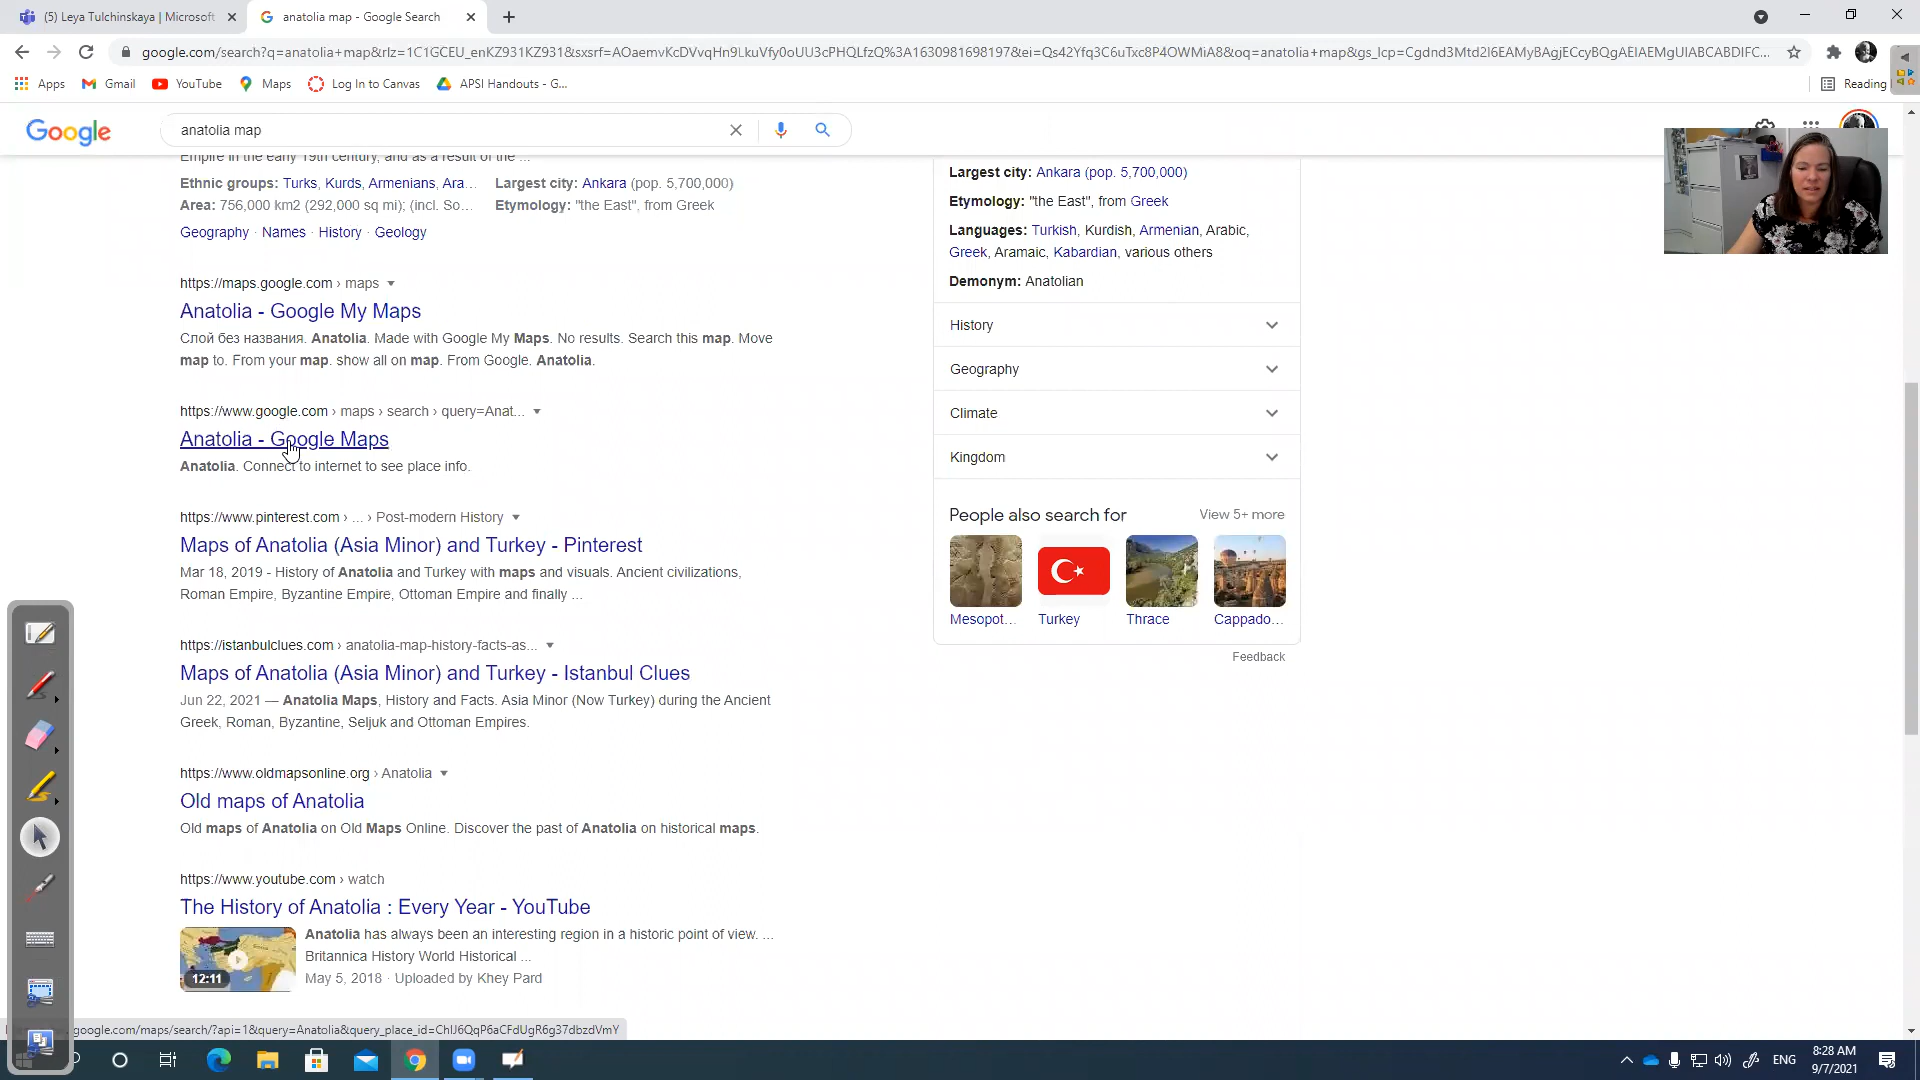 (5) Leya Tulchinskaya | Microsoft
anatolia map - Google Search
google.com/search?q=anatolia+map&rlz=1C1GCEU_enKZ931KZ931&sxsrf=AOaemvKcDVvqHn9LkuVfy0oUU3cPHQLfzQ%3A1630981698197&ei=Qs42Yfq3C6uTxc8P4OWMiA8&oq=anatolia+map&gs_lcp=Cgdnd3Mtd2l6EAMyBAgjECcyBQgAEIAEMgUIABCABDIFC...
Apps
Gmail
YouTube
Maps
Log In to Canvas
APSI Handouts - G...
Reading
Google
anatolia map
Empire in the early 19th century, and as a result of the ...
Ethnic groups: Turks, Kurds, Armenians, Ara...
Largest city: Ankara (pop. 5,700,000)
Area: 756,000 km2 (292,000 sq mi); (incl. So...
Etymology: "the East", from Greek
Geography · Names · History · Geology
https://maps.google.com › maps
Anatolia - Google My Maps
Слой без названия. Anatolia. Made with Google My Maps. No results. Search this map. Move
map to. From your map. show all on map. From Google. Anatolia.
https://www.google.com › maps › search › query=Anat...
Anatolia - Google Maps
Anatolia. Connect to internet to see place info.
https://www.pinterest.com › ... › Post-modern History
Maps of Anatolia (Asia Minor) and Turkey - Pinterest
Mar 18, 2019 - History of Anatolia and Turkey with maps and visuals. Ancient civilizations,
Roman Empire, Byzantine Empire, Ottoman Empire and finally ...
https://istanbulclues.com › anatolia-map-history-facts-as...
Maps of Anatolia (Asia Minor) and Turkey - Istanbul Clues
Jun 22, 2021 — Anatolia Maps, History and Facts. Asia Minor (Now Turkey) during the Ancient
Greek, Roman, Byzantine, Seljuk and Ottoman Empires.
https://www.oldmapsonline.org › Anatolia
Old maps of Anatolia
Old maps of Anatolia on Old Maps Online. Discover the past of Anatolia on historical maps.
https://www.youtube.com › watch
The History of Anatolia : Every Year - YouTube
12:11
Anatolia has always been an interesting region in a historic point of view. ...
Britannica History World Historical ...
May 5, 2018 · Uploaded by Khey Pard
Largest city: Ankara (pop. 5,700,000)
Etymology: "the East", from Greek
Languages: Turkish, Kurdish, Armenian, Arabic,
Greek, Aramaic, Kabardian, various others
Demonym: Anatolian
History
Geography
Climate
Kingdom
People also search for
View 5+ more
Mesopot...
Turkey
Thrace
Cappado...
Feedback
google.com/maps/search/?api=1&query=Anatolia&query_place_id=ChIJ6QqP6aCFdUgR6g37dbzdVmY
ENG
8:28 AM
9/7/2021